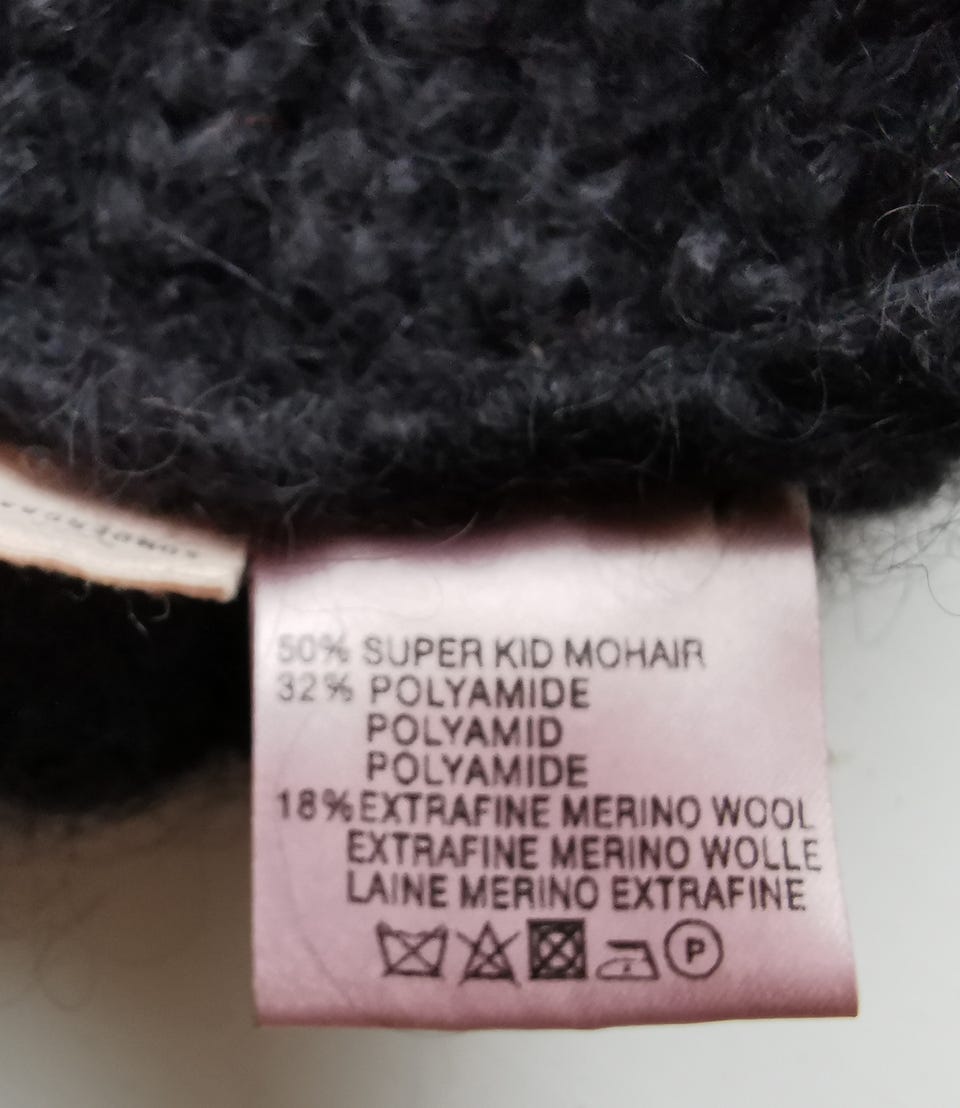 50% SUPER KID MOHAIR
32% POLYAMIDE
POLYAMID
POLYAMIDE
18% EXTRAFINE MERINO WOOL
EXTRAFINE MERINO WOLLE
LAINE MERINO EXTRAFINE
P